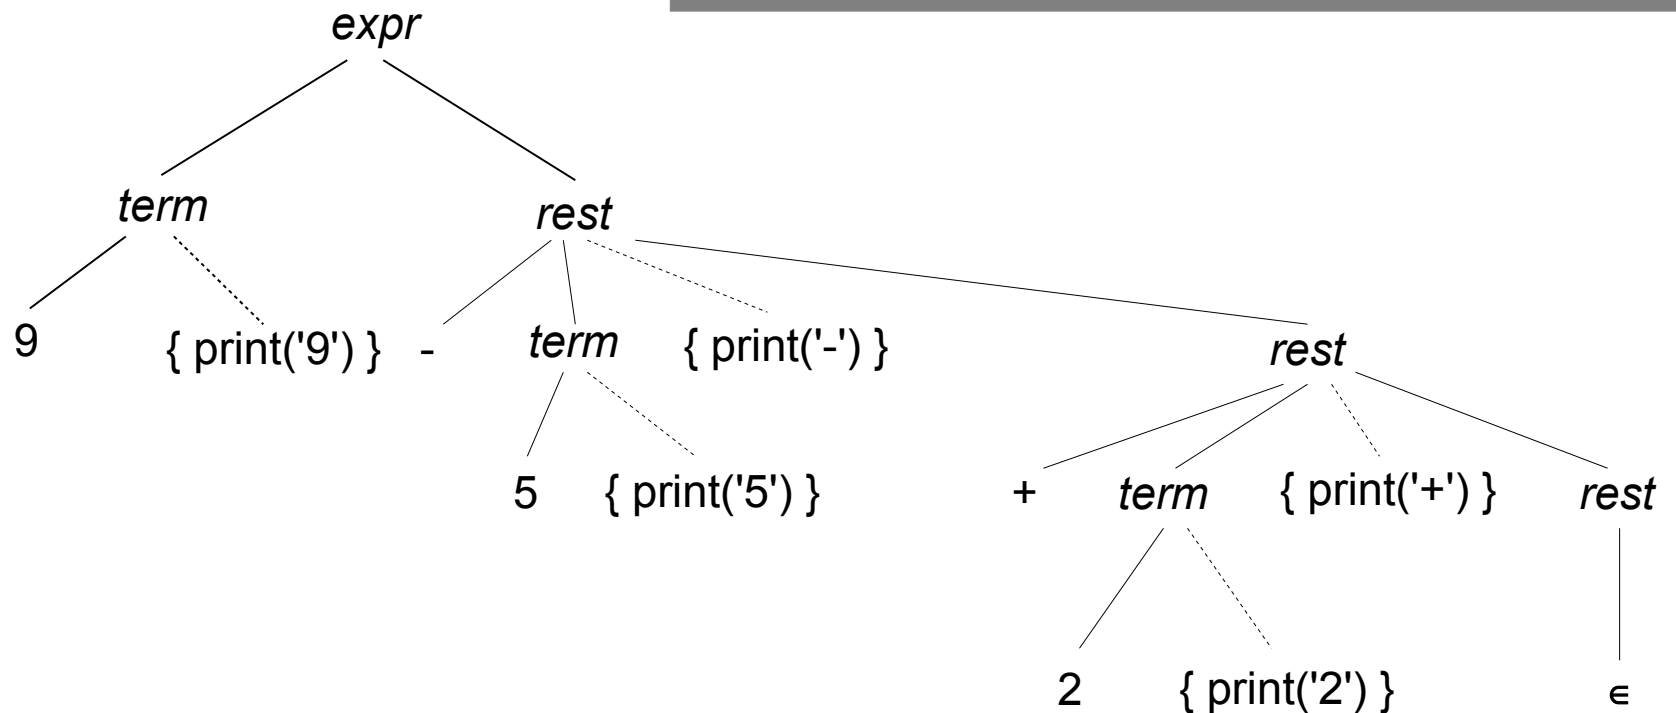 expr
term rest
9 { print('9') } - term { print('-') } rest
5 { print('5') } + term { print('+') } rest
2 { print('2') } ∊